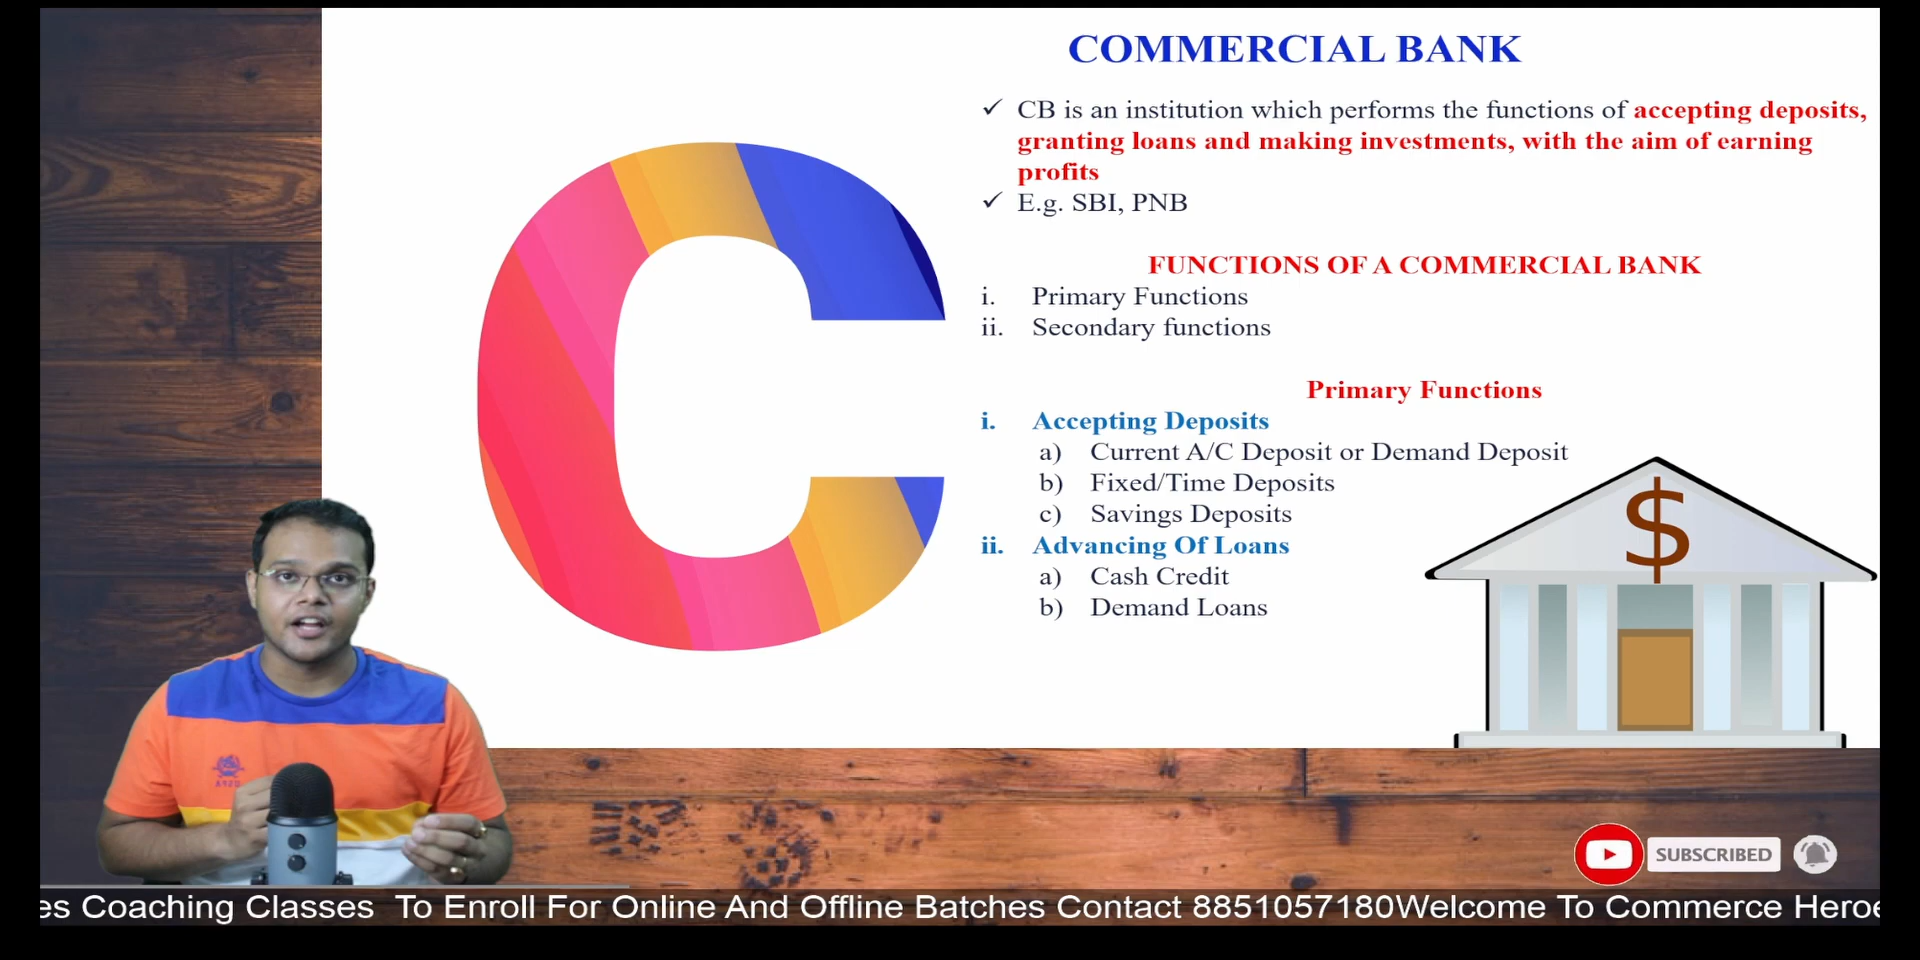 COMMERCIAL BANK
✓ CB is an institution which performs the functions of accepting deposits,
granting loans and making investments, with the aim of earning
profits
✓ E.g. SBI, PNB
FUNCTIONS OF A COMMERCIAL BANK
i. Primary Functions
ii. Secondary functions
Primary Functions
i. Accepting Deposits
a) Current A/C Deposit or Demand Deposit
b) Fixed/Time Deposits
c) Savings Deposits
ii. Advancing Of Loans
a) Cash Credit
b) Demand Loans
$
C
SUBSCRIBED
es Coaching Classes To Enroll For Online And Offline Batches Contact 8851057180Welcome To Commerce Heroe